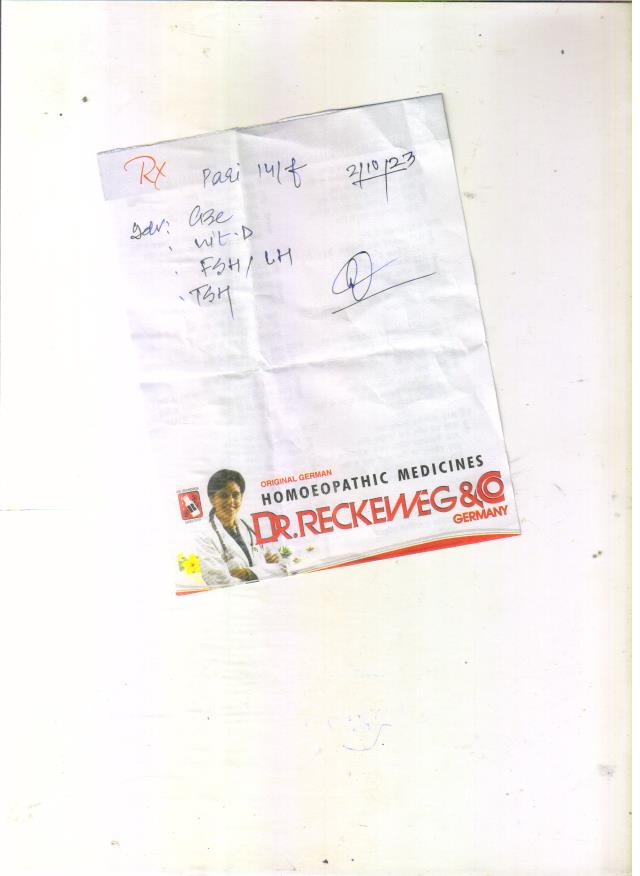 Rx Pari 14/f 2/10/23
Adv: CBC
. Vit-D
. FSH / LH
. TSH
ORIGINAL GERMAN
HOMOEOPATHIC MEDICINES
DR.RECKEWEG & CO
GERMANY